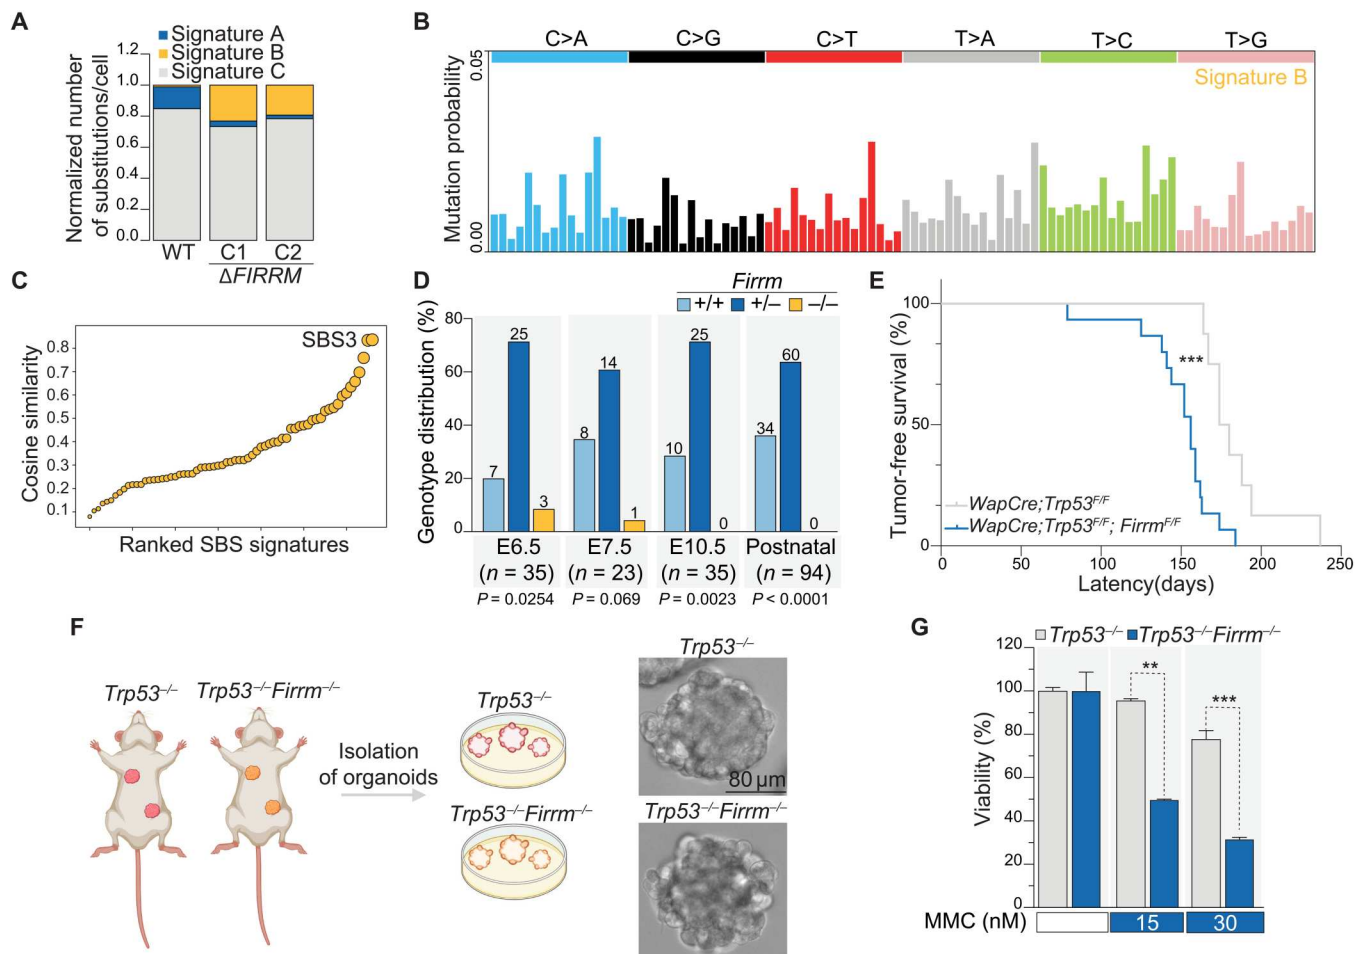 A
Signature A
Signature B
Signature C
Normalized number
of substitutions/cell
1.2
1.0
0.8
0.6
0.4
0.2
0.0
WT
C1
C2
ΔFIRRM
B
C>A
C>G
C>T
T>A
T>C
T>G
Signature B
Mutation probability
0.05
0.00
C
Cosine similarity
0.8
0.7
0.6
0.5
0.4
0.3
0.2
0.1
SBS3
Ranked SBS signatures
D
Firrm
+/+ +/– –/–
Genotype distribution (%)
80
60
40
20
0
7
25
3
8
14
1
10
25
0
34
60
0
E6.5
(n = 35)
P = 0.0254
E7.5
(n = 23)
P = 0.069
E10.5
(n = 35)
P = 0.0023
Postnatal
(n = 94)
P < 0.0001
E
Tumor-free survival (%)
100
50
0
***
WapCre;Trp53F/F
WapCre;Trp53F/F; FirrmF/F
0
50
100
150
200
250
Latency(days)
F
Trp53–/–
Trp53–/–Firrm–/–
Isolation
of organoids
Trp53–/–
Trp53–/–Firrm–/–
Trp53–/–
80 µm
Trp53–/–Firrm–/–
G
Trp53–/– Trp53–/–Firrm–/–
Viability (%)
120
100
80
60
40
20
0
**
***
MMC (nM)
15
30